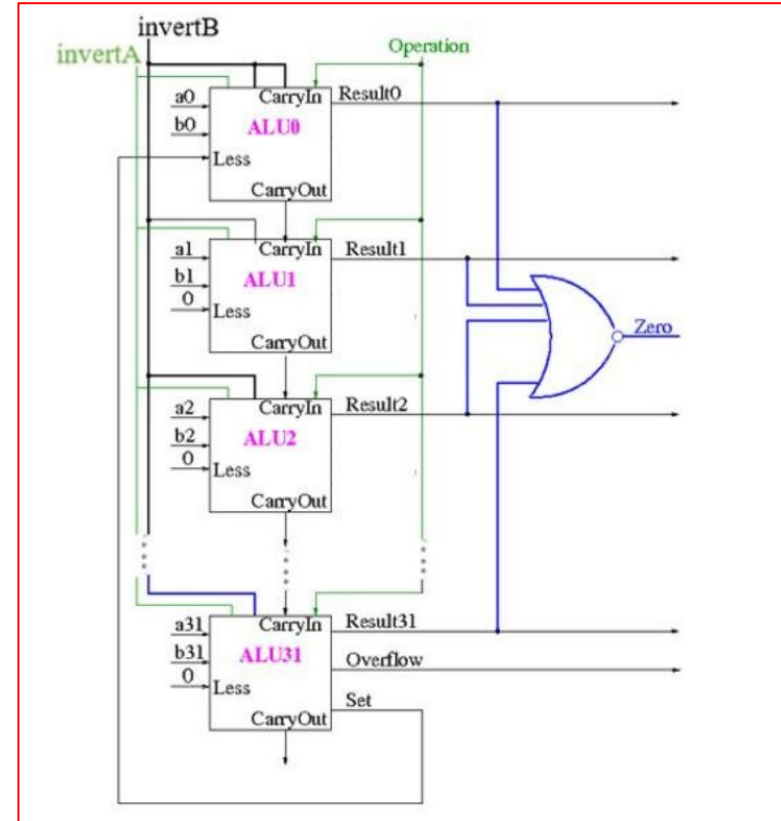 invertB
invertA
Operation
a0
CarryIn
Result0
b0
ALU0
Less
CarryOut
a1
CarryIn
Result1
b1
ALU1
0
Less
CarryOut
Zero
a2
CarryIn
Result2
b2
ALU2
0
Less
CarryOut
a31
CarryIn
Result31
b31
ALU31
Overflow
0
Less
Set
CarryOut